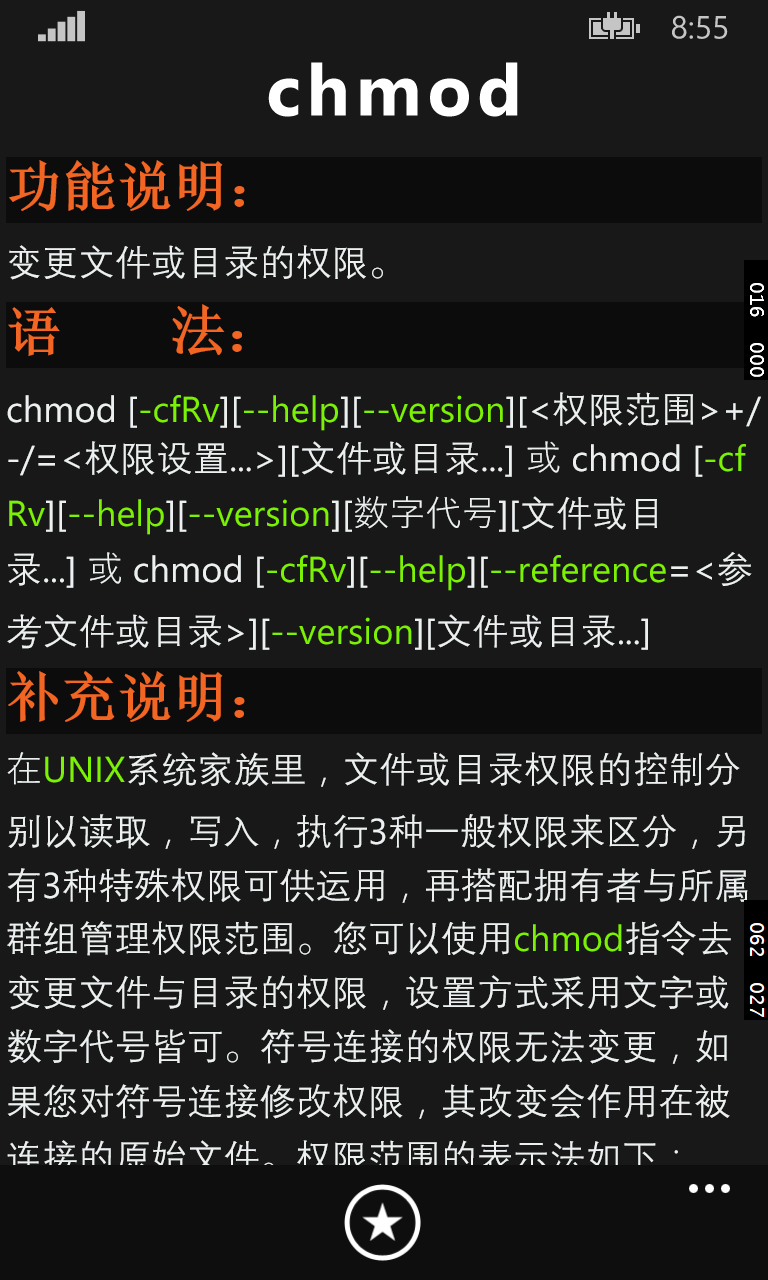 8:55
chmod
功能说明：
变更文件或目录的权限。
016 000
语 法：
chmod [-cfRv][--help][--version][<权限范围>+/
-/=<权限设置...>][文件或目录...] 或 chmod [-cf
Rv][--help][--version][数字代号][文件或目
录...] 或 chmod [-cfRv][--help][--reference=<参
考文件或目录>][--version][文件或目录...]
补充说明：
在UNIX系统家族里，文件或目录权限的控制分
别以读取，写入，执行3种一般权限来区分，另
有3种特殊权限可供运用，再搭配拥有者与所属
群组管理权限范围。您可以使用chmod指令去
062 027
变更文件与目录的权限，设置方式采用文字或
数字代号皆可。符号连接的权限无法变更，如
果您对符号连接修改权限，其改变会作用在被
连接的原始文件。权限范围的表示法如下：